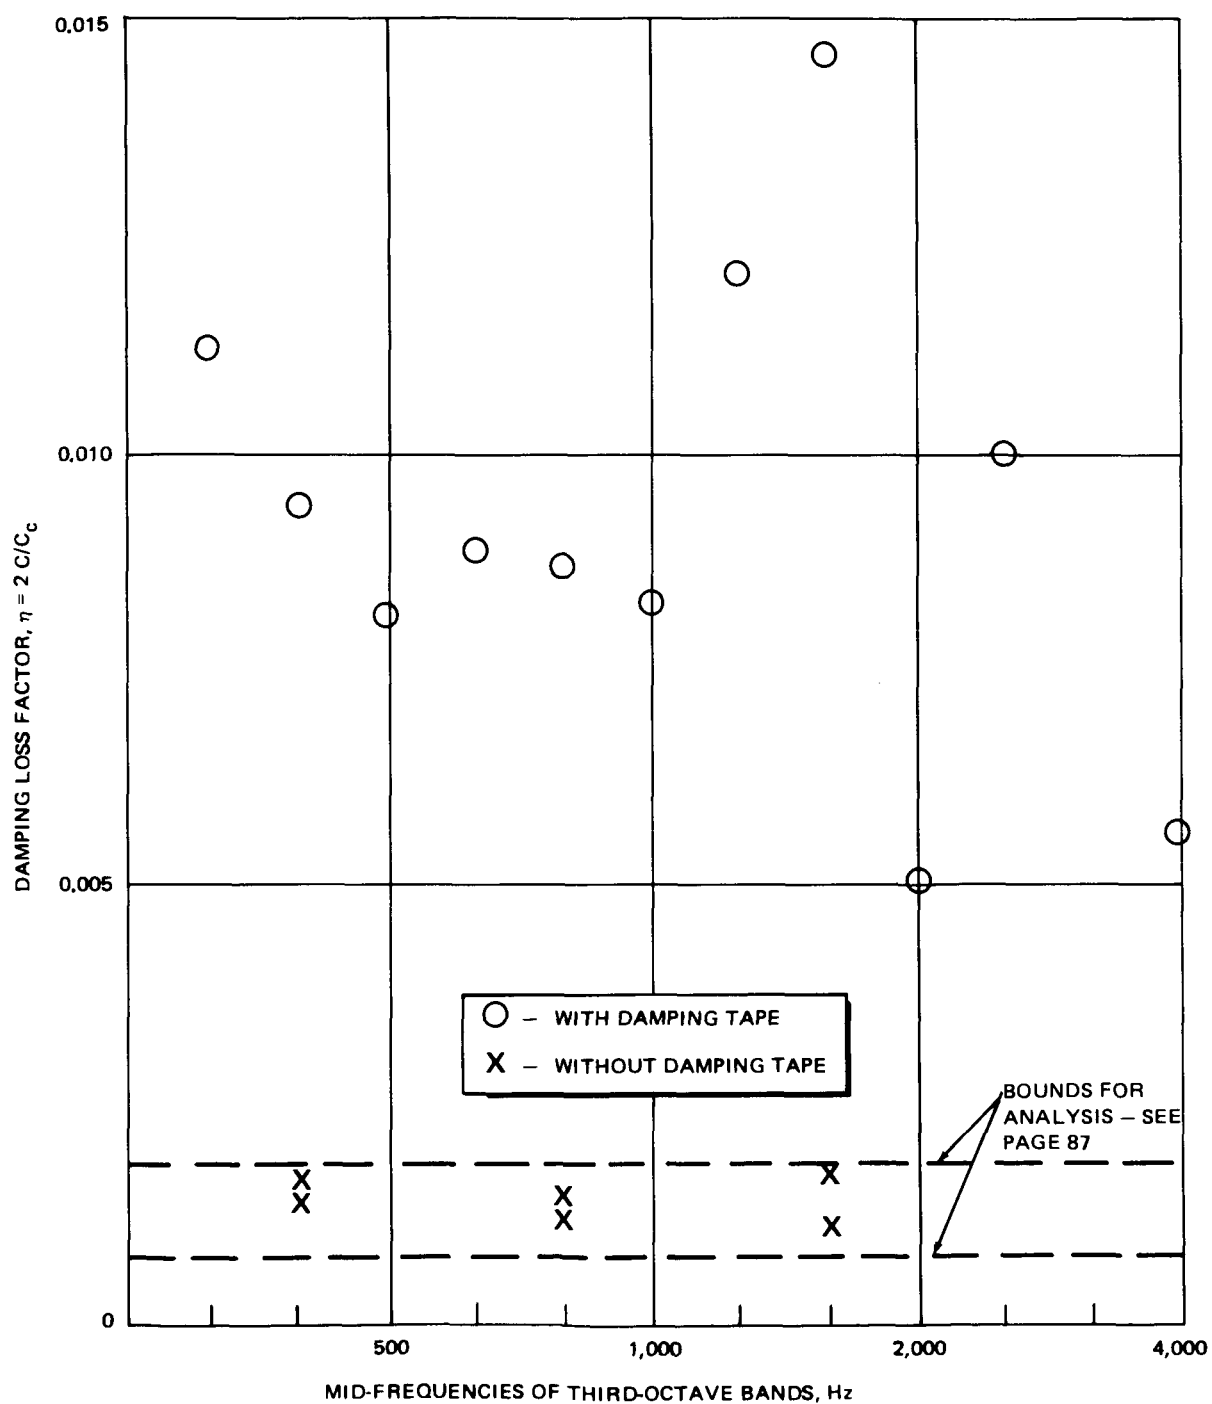 0.015
0.010
0.005
0
DAMPING LOSS FACTOR, η = 2 C/Cc
O – WITH DAMPING TAPE
X – WITHOUT DAMPING TAPE
BOUNDS FOR
ANALYSIS – SEE
PAGE 87
500 1,000 2,000 4,000
MID-FREQUENCIES OF THIRD-OCTAVE BANDS, Hz